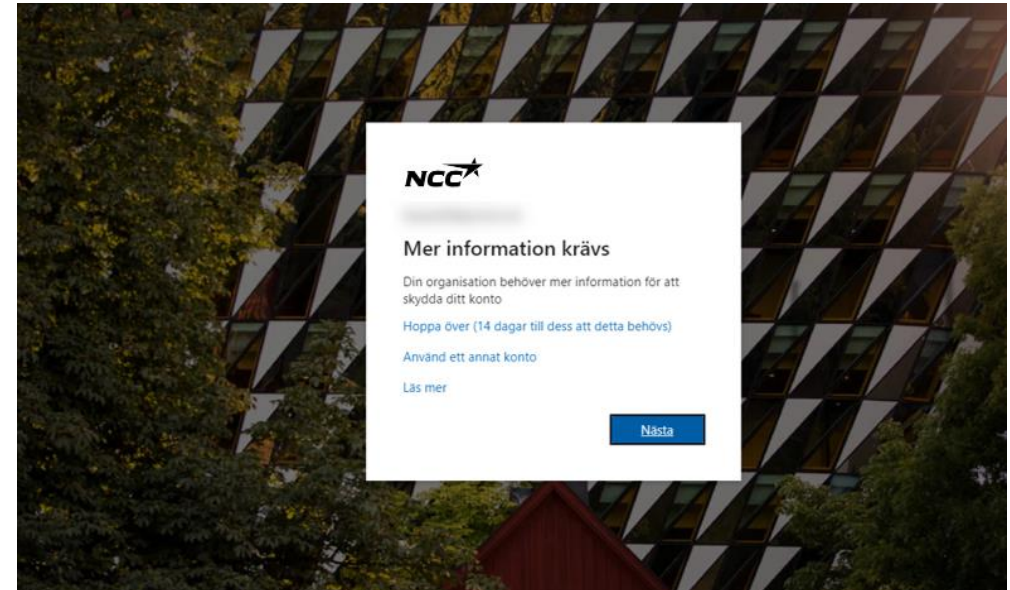 NCC
Mer information krävs
Din organisation behöver mer information för att
skydda ditt konto
Hoppa över (14 dagar till dess att detta behövs)
Använd ett annat konto
Läs mer
Nästa